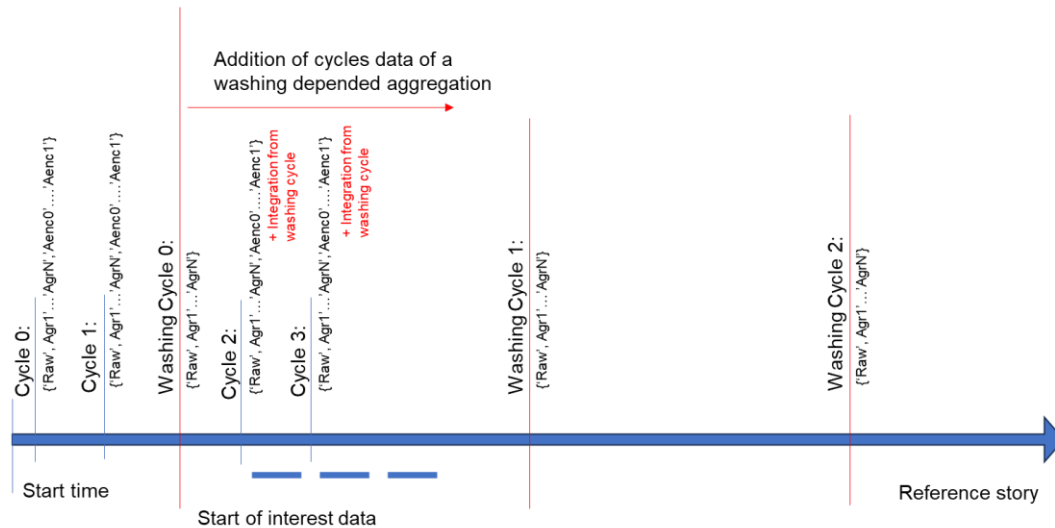 Addition of cycles data of a
washing depended aggregation
Cycle 0:
{'Raw', Agr1'…'AgrN','Aenc0'….'Aenc1'}
Cycle 1:
{'Raw', Agr1'…'AgrN','Aenc0'….'Aenc1'}
Washing Cycle 0:
{'Raw', Agr1'…'AgrN'}
Cycle 2:
{'Raw', Agr1'…'AgrN','Aenc0'….'Aenc1'}
+ Integration from
washing cycle
Cycle 3:
{'Raw', Agr1'…'AgrN','Aenc0'….'Aenc1'}
+ Integration from
washing cycle
Washing Cycle 1:
{'Raw', Agr1'…'AgrN'}
Washing Cycle 2:
{'Raw', Agr1'…'AgrN'}
Start time
Reference story
Start of interest data